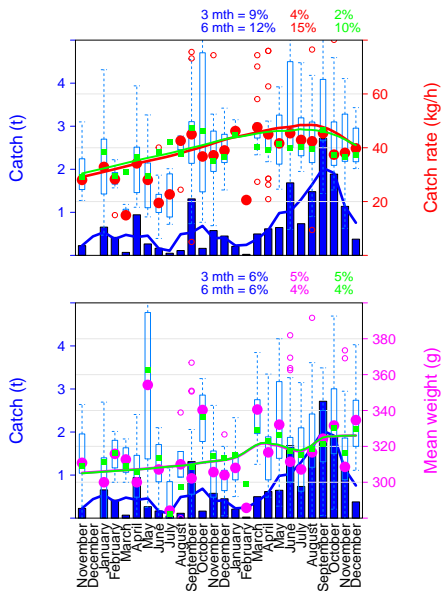 3 mth = 9% 4% 2%
6 mth = 12% 15% 10%
Catch (t)
5
4
3
2
1
60
40
20
Catch rate (kg/h)
3 mth = 6% 5% 5%
6 mth = 6% 4% 4%
Catch (t)
5
4
3
2
1
380
360
340
320
300
Mean weight (g)
November
December
January
February
March
April
May
June
July
August
September
October
November
December
January
February
March
April
May
June
July
August
September
October
November
December